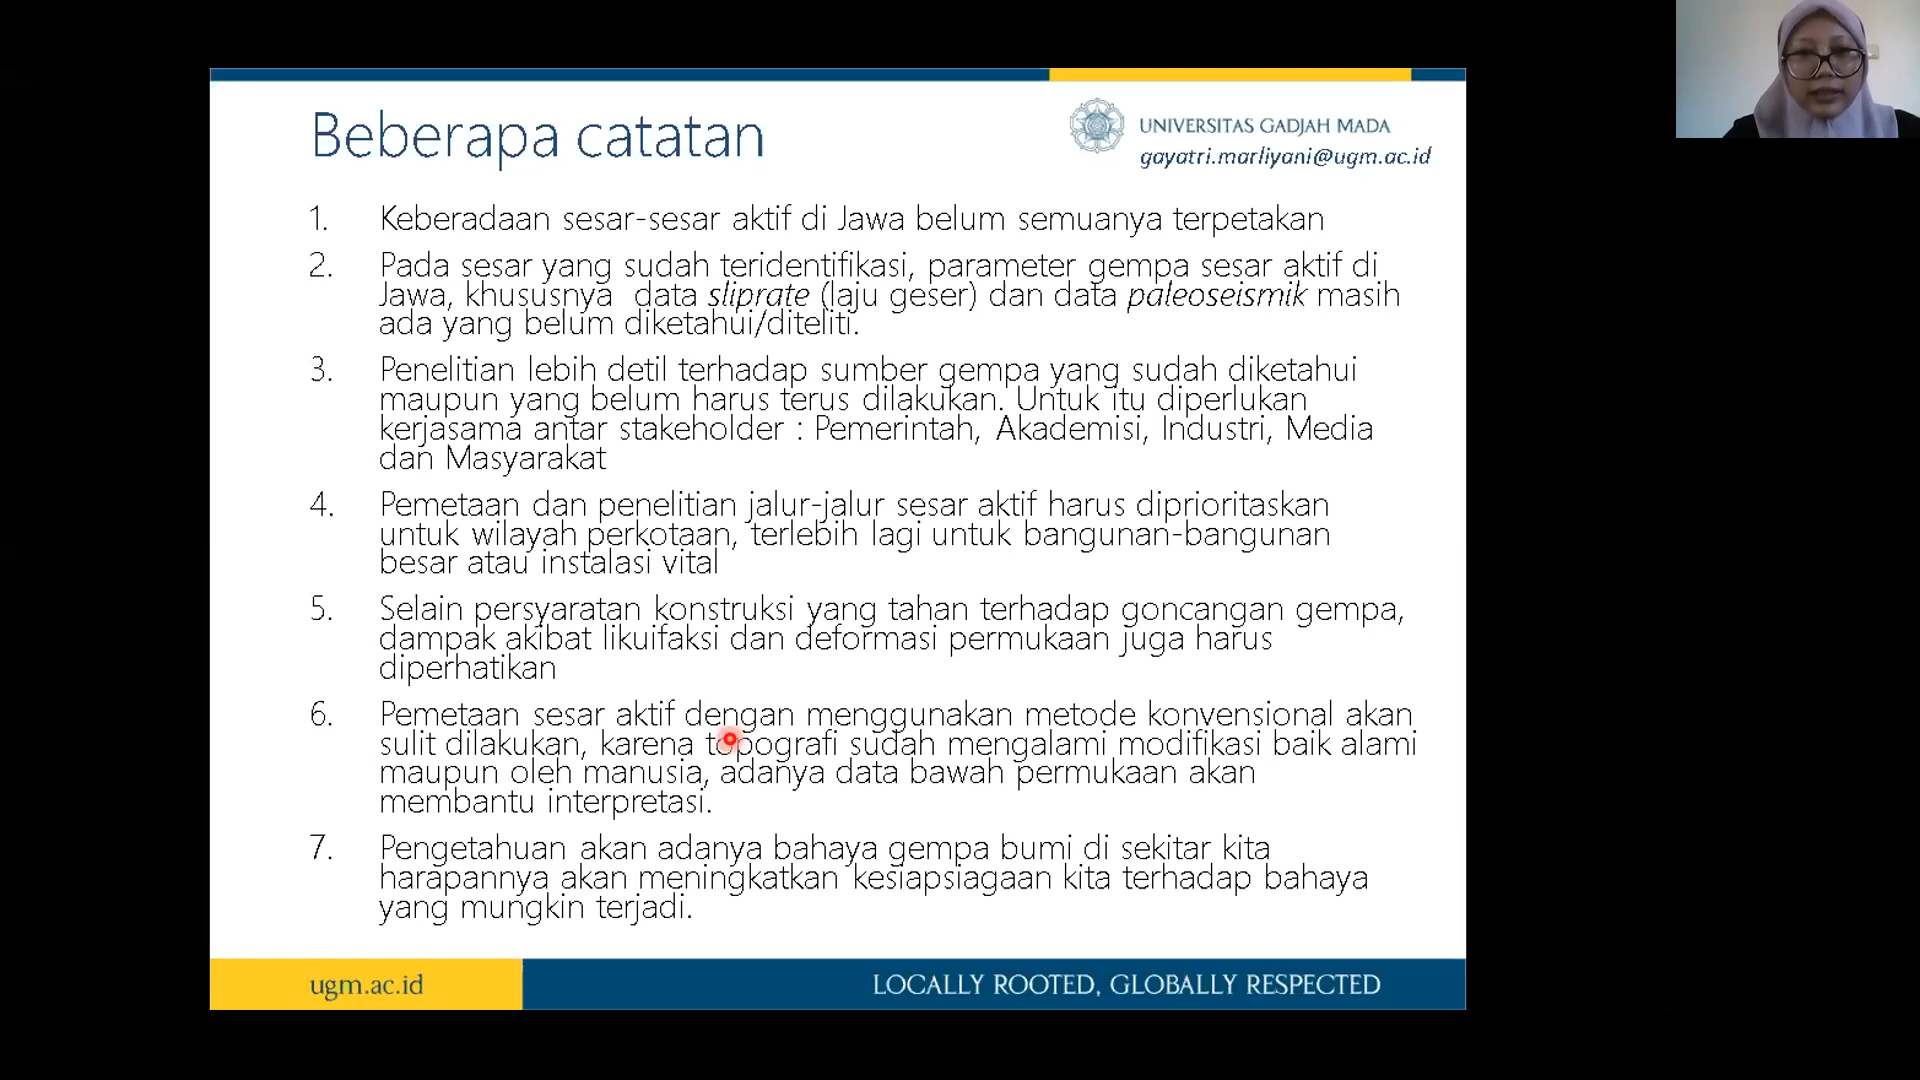 Beberapa catatan
UNIVERSITAS GADJAH MADA
gayatri.marliyani@ugm.ac.id
1. Keberadaan sesar-sesar aktif di Jawa belum semuanya terpetakan
2. Pada sesar yang sudah teridentifikasi, parameter gempa sesar aktif di
Jawa, khususnya data sliprate (laju geser) dan data paleoseismik masih
ada yang belum diketahui/diteliti.
3. Penelitian lebih detil terhadap sumber gempa yang sudah diketahui
maupun yang belum harus terus dilakukan. Untuk itu diperlukan
kerjasama antar stakeholder : Pemerintah, Akademisi, Industri, Media
dan Masyarakat
4. Pemetaan dan penelitian jalur-jalur sesar aktif harus diprioritaskan
untuk wilayah perkotaan, terlebih lagi untuk bangunan-bangunan
besar atau instalasi vital
5. Selain persyaratan konstruksi yang tahan terhadap goncangan gempa,
dampak akibat likuifaksi dan deformasi permukaan juga harus
diperhatikan
6. Pemetaan sesar aktif dengan menggunakan metode konvensional akan
sulit dilakukan, karena topografi sudah mengalami modifikasi baik alami
maupun oleh manusia, adanya data bawah permukaan akan
membantu interpretasi.
7. Pengetahuan akan adanya bahaya gempa bumi di sekitar kita
harapannya akan meningkatkan kesiapsiagaan kita terhadap bahaya
yang mungkin terjadi.
ugm.ac.id
LOCALLY ROOTED, GLOBALLY RESPECTED